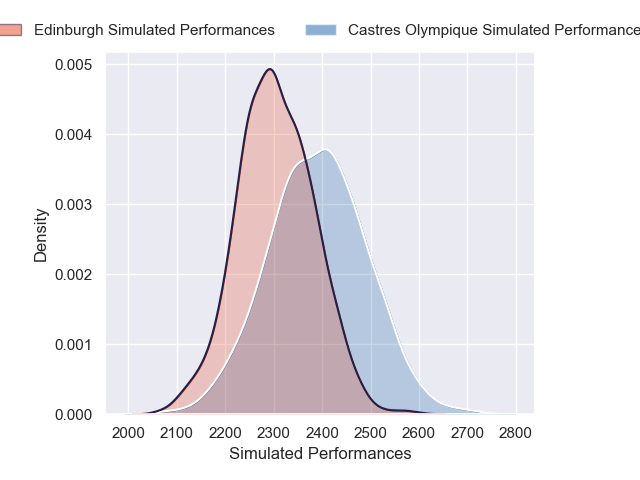 Edinburgh Simulated Performances
Castres Olympique Simulated Performance
0.005
0.004
0.003
0.002
0.001
0.000
Density
2000 2100 2200 2300 2400 2500 2600 2700 2800
Simulated Performances